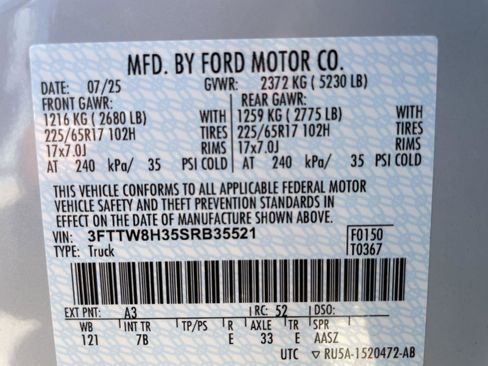 MFD. BY FORD MOTOR CO.
DATE: 07/25 GVWR: 2372 KG ( 5230 LB)
FRONT GAWR: REAR GAWR:
1216 KG ( 2680 LB) WITH 1259 KG ( 2775 LB) WITH
225/65R17 102H TIRES 225/65R17 102H TIRES
17x7.0J RIMS 17x7.0J RIMS
AT 240 kPa/ 35 PSI COLD AT 240 kPa/ 35 PSI COLD
THIS VEHICLE CONFORMS TO ALL APPLICABLE FEDERAL MOTOR
VEHICLE SAFETY AND THEFT PREVENTION STANDARDS IN
EFFECT ON THE DATE OF MANUFACTURE SHOWN ABOVE.
VIN: 3FTTW8H35SRB35521 F0150
TYPE: Truck T0367
EXT PNT: A3 RC: 52 DSO:
WB INT TR TP/PS R AXLE TR SPR
121 7B E 33 E AASZ
UTC RU5A-1520472-AB